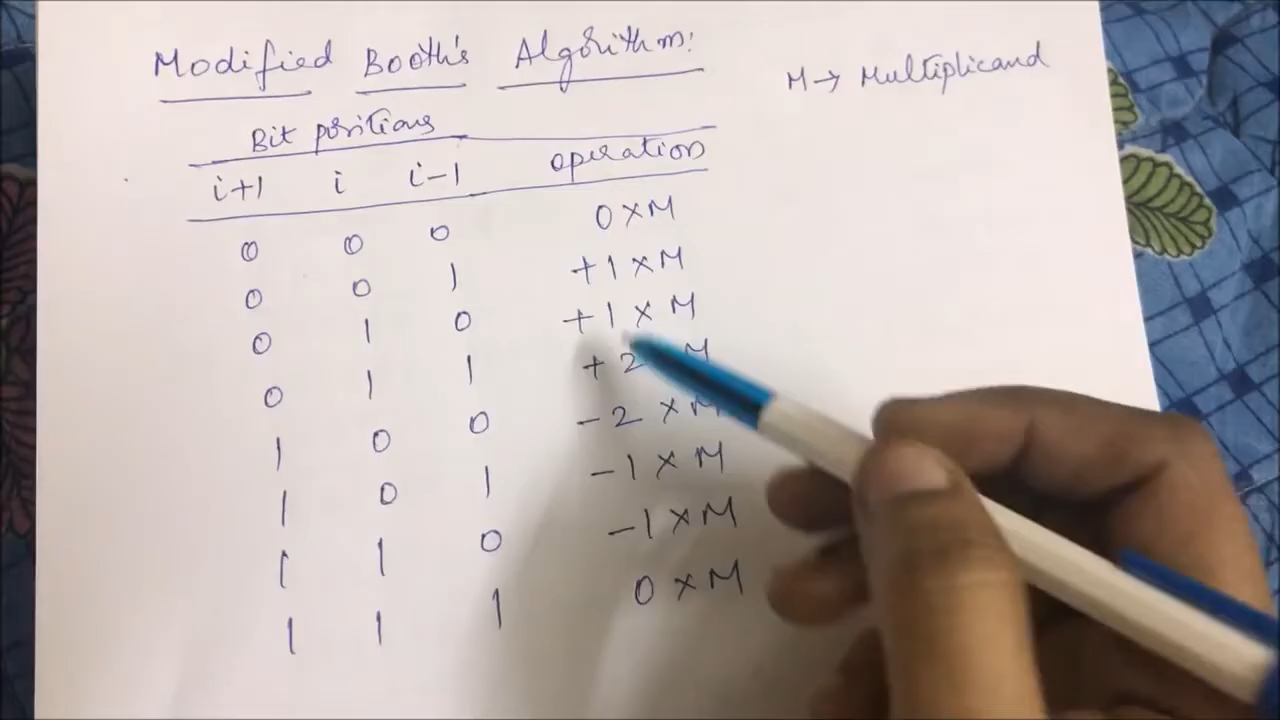 Modified Booth's Algorithm:
M → Multiplicand
Bit positions
i+1 i i-1 operation
0 0 0 0 × M
0 0 1 +1 × M
0 1 0 +1 × M
0 1 1 +2 M
1 0 0 -2 × M
1 0 1 -1 × M
1 1 0 -1 × M
1 1 1 0 × M